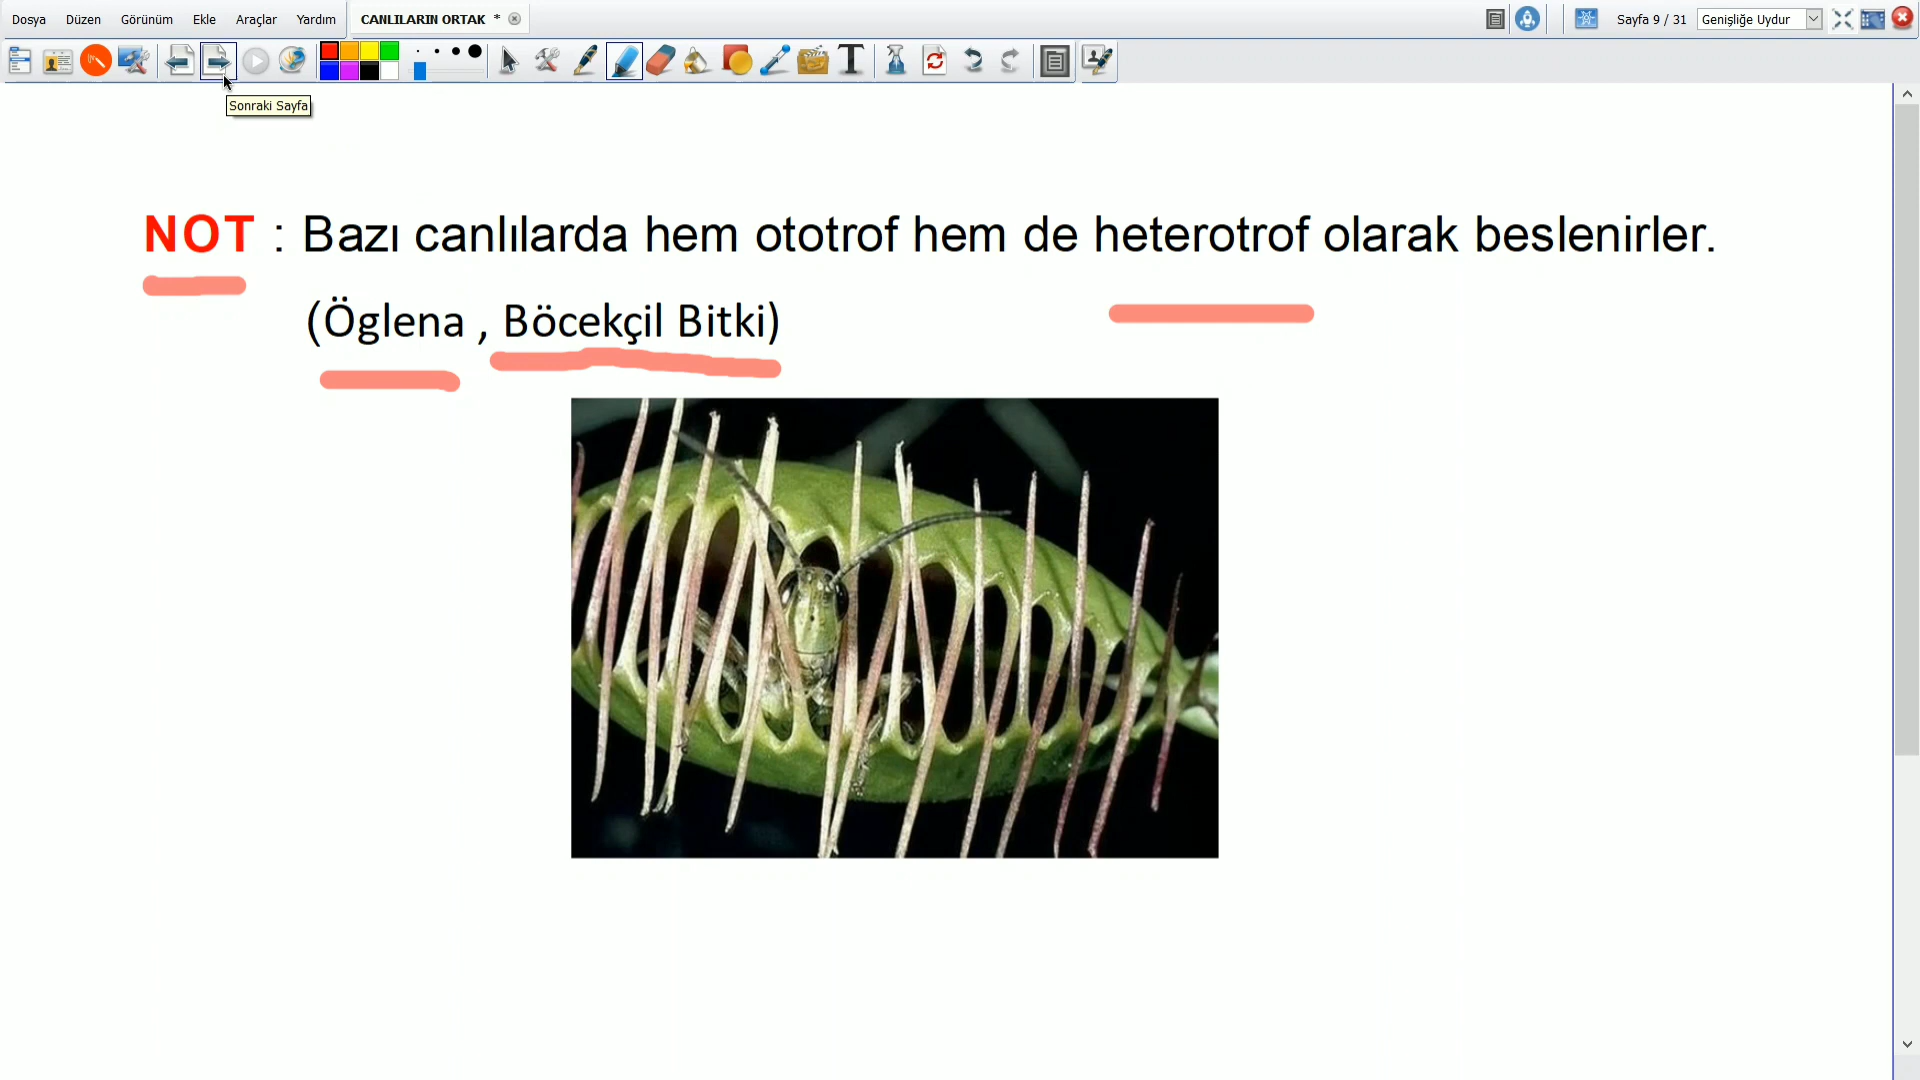 Dosya Düzen Görünüm Ekle Araçlar Yardım CANLILARIN ORTAK * Sayfa 9 / 31 Genişliğe Uydur
T
Sonraki Sayfa
NOT : Bazı canlılarda hem ototrof hem de heterotrof olarak beslenirler.
(Öglena , Böcekçil Bitki)